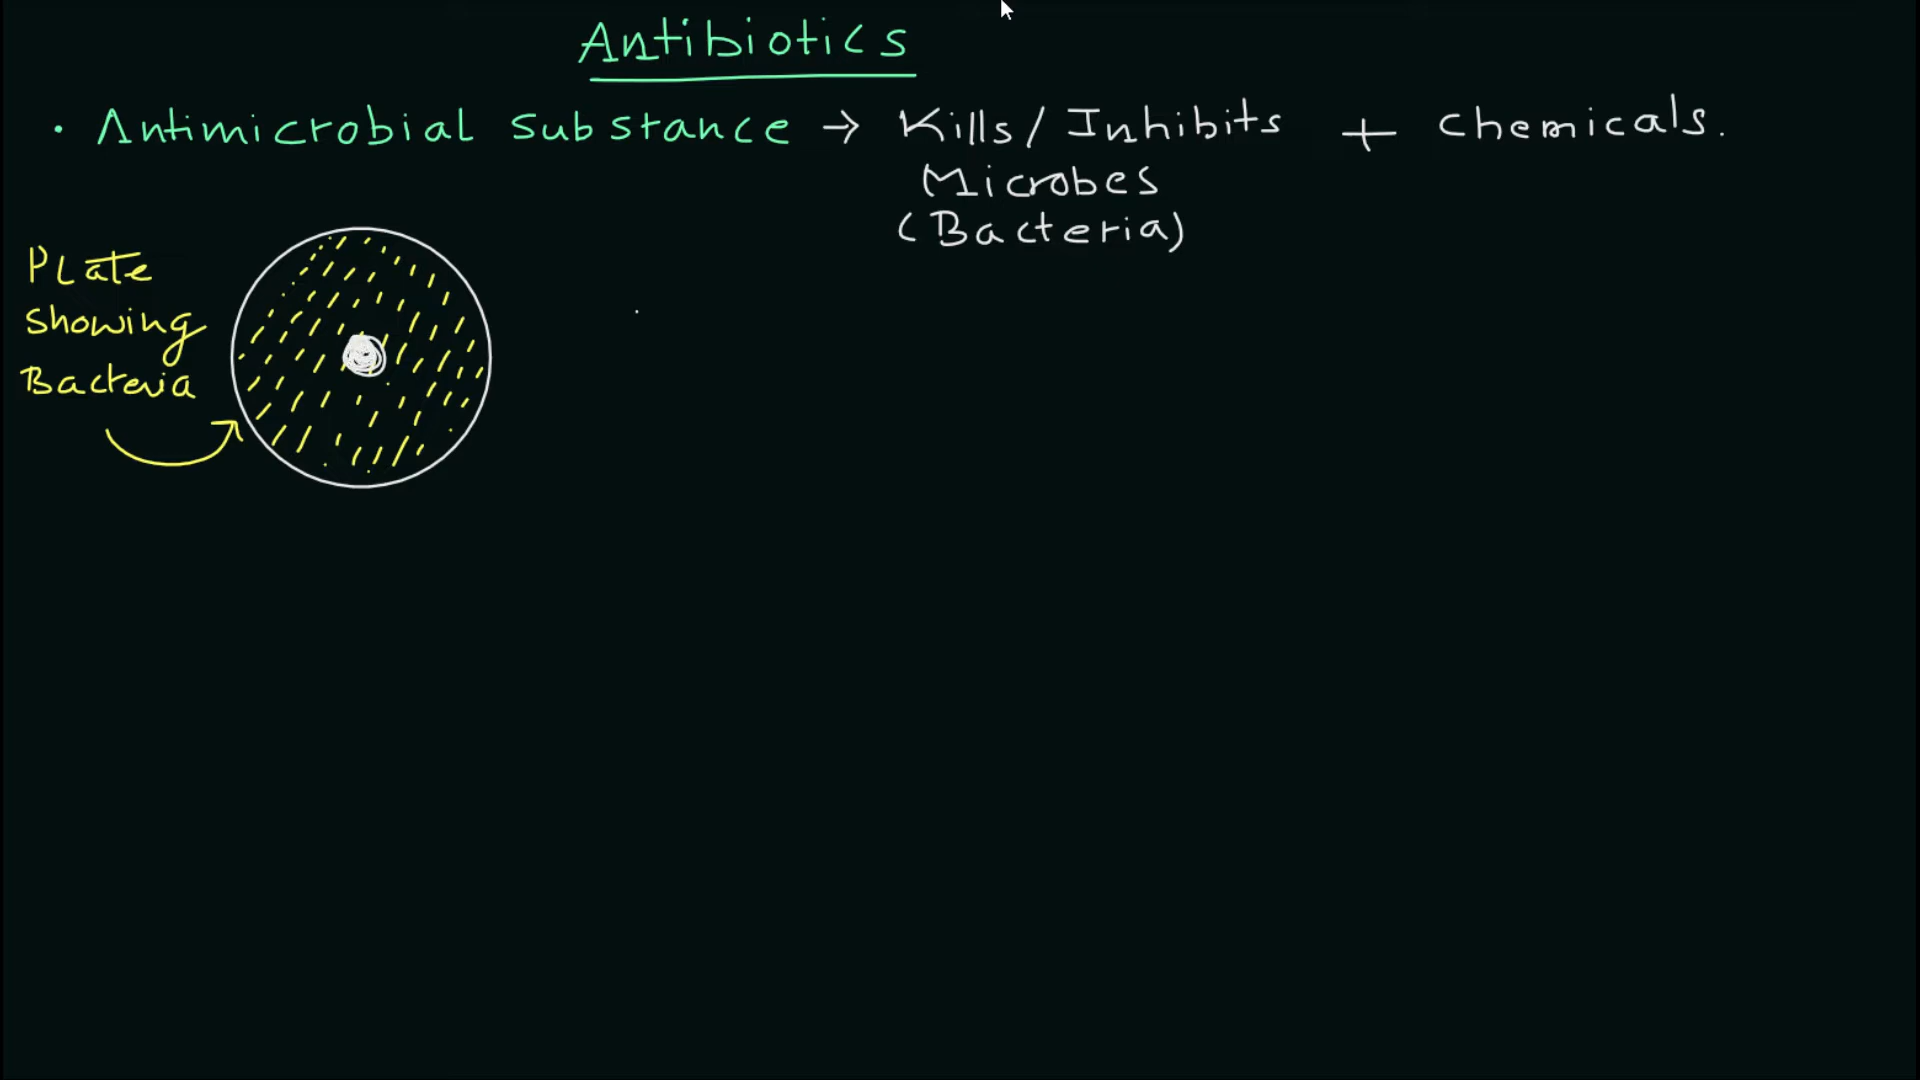 Antibiotics
• Antimicrobial Substance → Kills/Inhibits + Chemicals.
Microbes
(Bacteria)
Plate
Showing
Bacteria